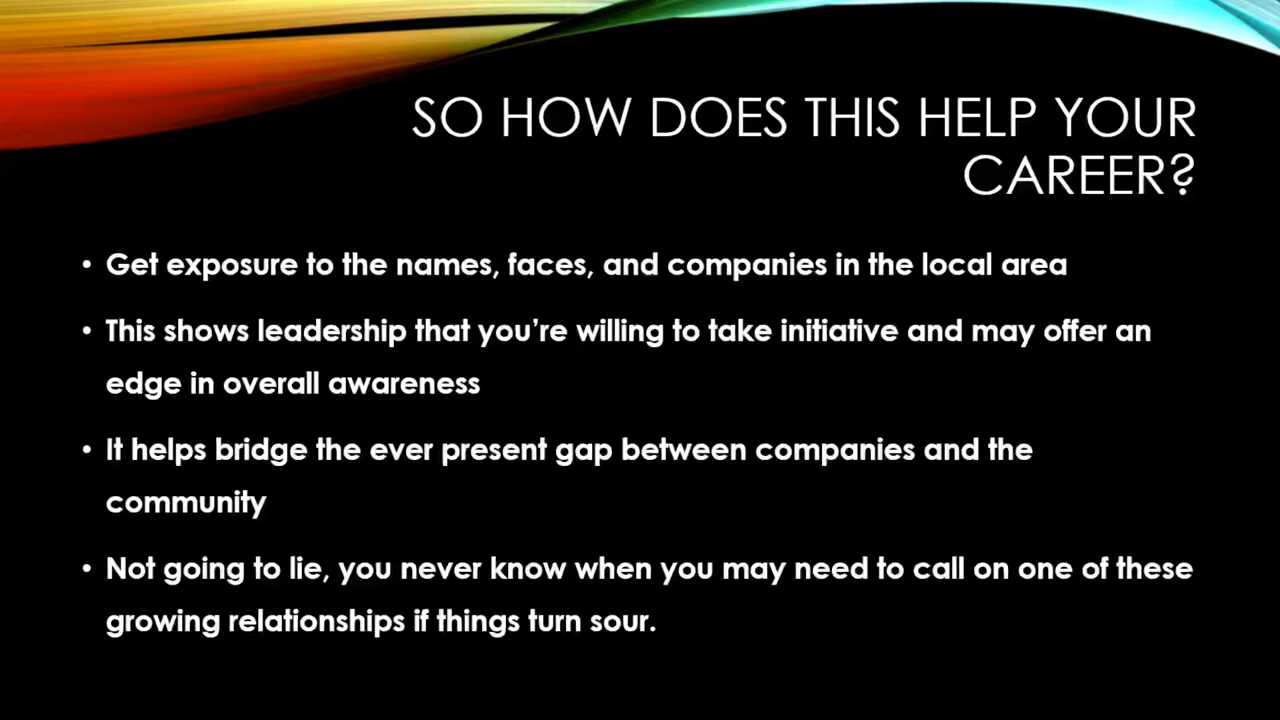 SO HOW DOES THIS HELP YOUR
CAREER?
• Get exposure to the names, faces, and companies in the local area
• This shows leadership that you’re willing to take initiative and may offer an
edge in overall awareness
• It helps bridge the ever present gap between companies and the
community
• Not going to lie, you never know when you may need to call on one of these
growing relationships if things turn sour.